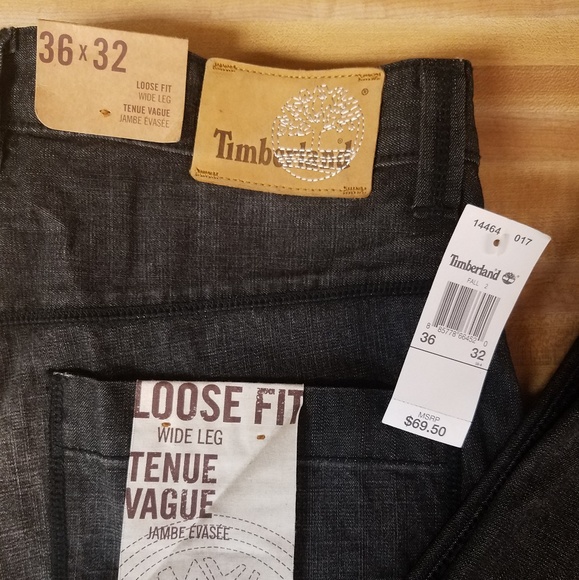 36 x 32
LOOSE FIT
WIDE LEG
TENUE VAGUE
JAMBE ÉVASÉE
Timberland
®
14464 017
Timberland
FALL 2
36 32
MSRP
$69.50
LOOSE FIT
WIDE LEG
TENUE
VAGUE
JAMBE ÉVASÉE